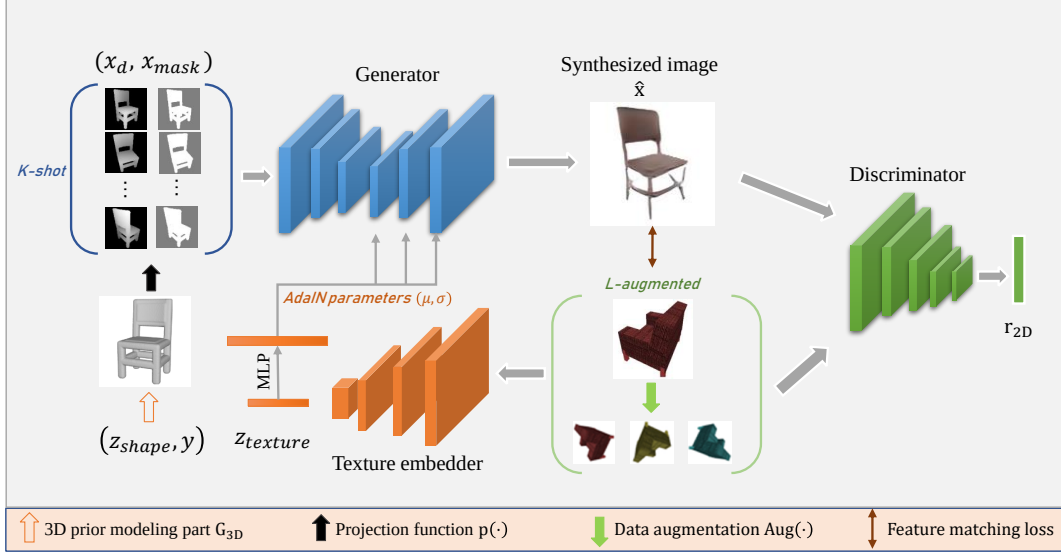 (x_d, x_mask)
K-shot
Generator
Synthesized image
x̂
Discriminator
r_2D
AdaIN parameters (μ, σ)
L-augmented
MLP
(z_shape, y)
z_texture
Texture embedder
3D prior modeling part G_3D
Projection function p(·)
Data augmentation Aug(·)
Feature matching loss